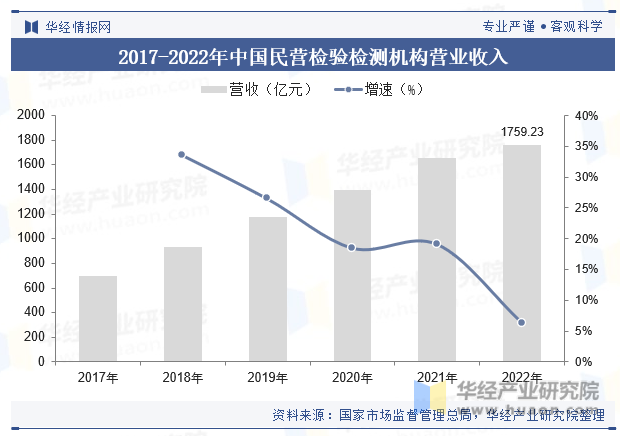 华经情报网
专业严谨 ● 客观科学
2017-2022年中国民营检验检测机构营业收入
营收（亿元） 增速（%）
2000 40%
1800 35%
1600 30%
1400 25%
1200 20%
1000 15%
800 10%
600 5%
400 0%
200
0
1759.23
2017年 2018年 2019年 2020年 2021年 2022年
华经产业研究院
www.huaon.com
资料来源：国家市场监督管理总局，华经产业研究院整理